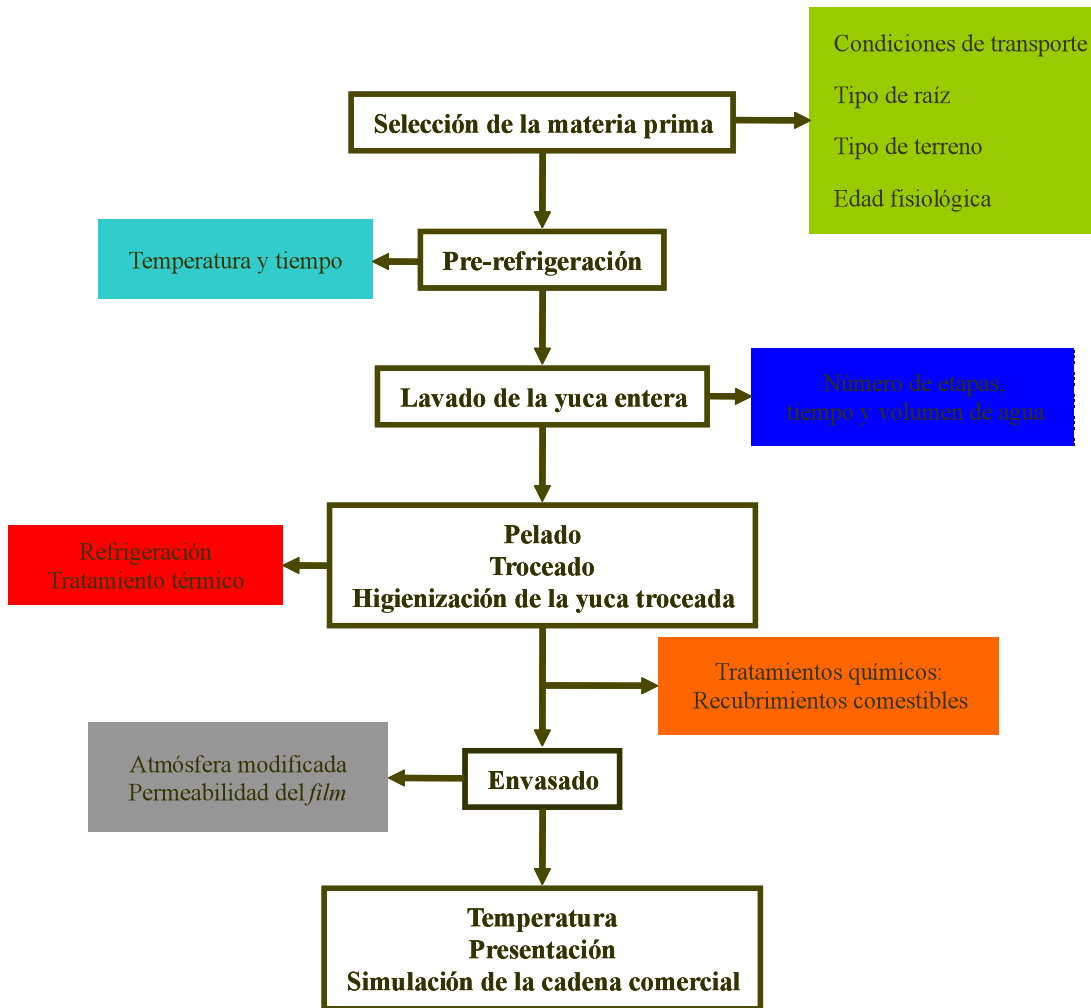 Condiciones de transporte
Tipo de raíz
Tipo de terreno
Edad fisiológica
Selección de la materia prima
Temperatura y tiempo
Pre-refrigeración
Lavado de la yuca entera
Número de etapas,
tiempo y volumen de agua
Pelado
Troceado
Higienización de la yuca troceada
Refrigeración
Tratamiento térmico
Tratamientos químicos:
Recubrimientos comestibles
Atmósfera modificada
Permeabilidad del film
Envasado
Temperatura
Presentación
Simulación de la cadena comercial